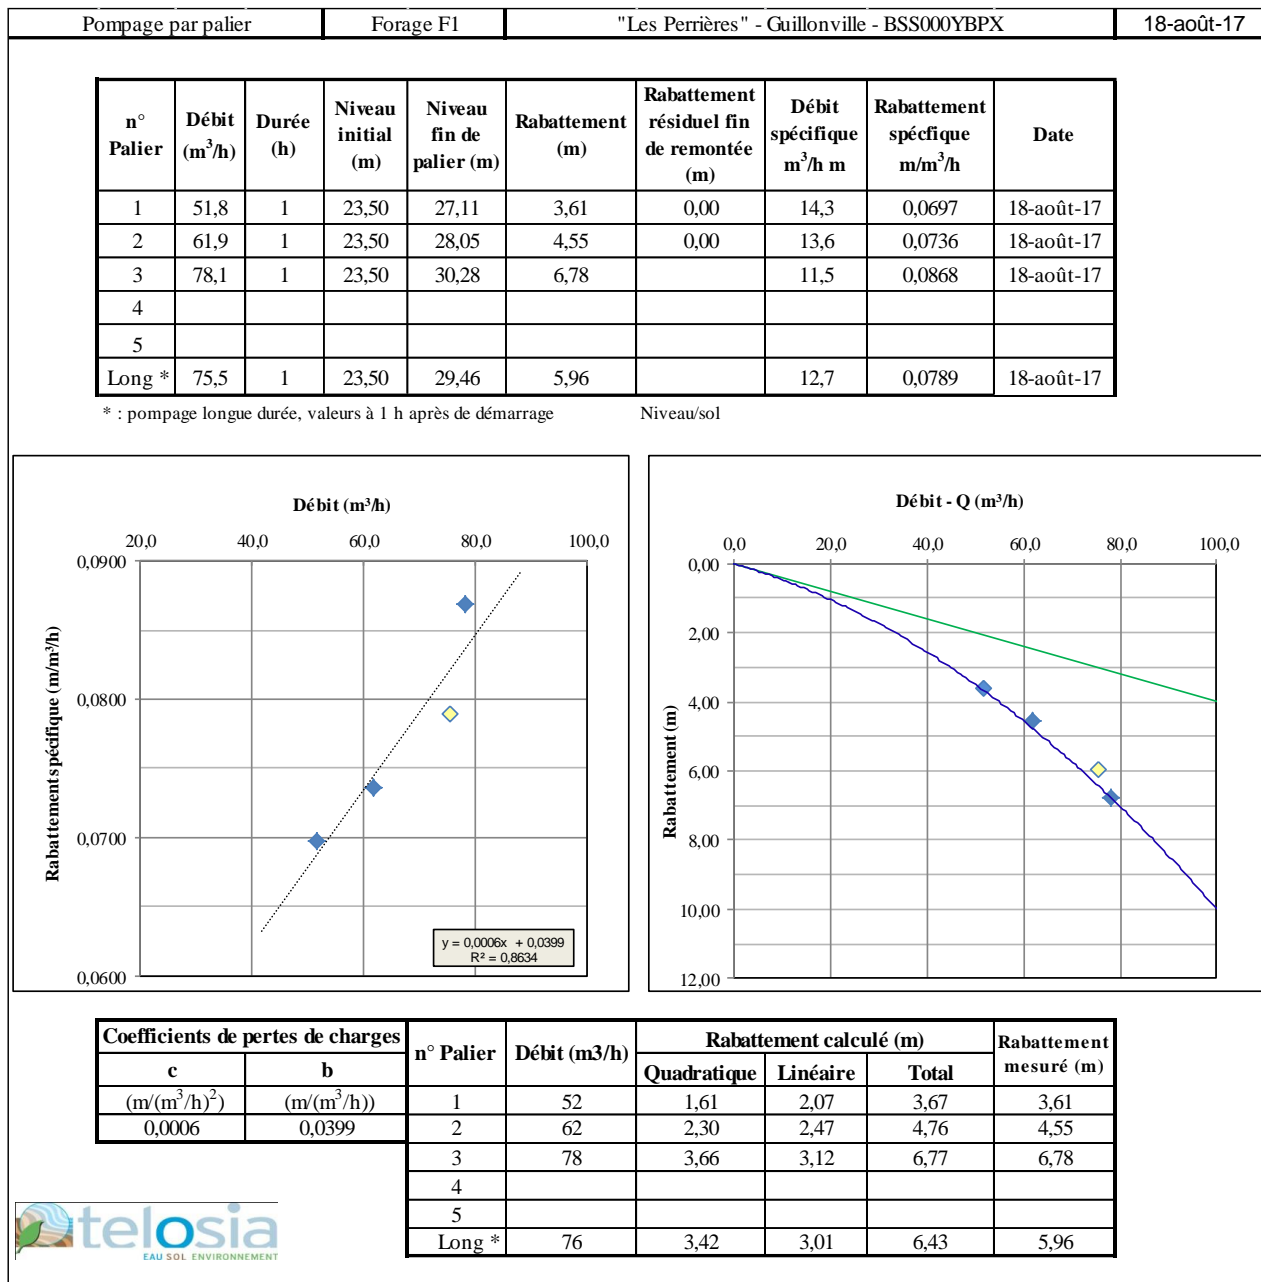 Pompage par palier Forage F1 "Les Perrières" - Guillonville - BSS000YBPX 18-août-17
n° Palier Débit (m³/h) Durée (h) Niveau initial (m) Niveau fin de palier (m) Rabattement (m) Rabattement résiduel fin de remontée (m) Débit spécifique m³/h m Rabattement spécfique m/m³/h Date
1 51,8 1 23,50 27,11 3,61 0,00 14,3 0,0697 18-août-17
2 61,9 1 23,50 28,05 4,55 0,00 13,6 0,0736 18-août-17
3 78,1 1 23,50 30,28 6,78 11,5 0,0868 18-août-17
4
5
Long * 75,5 1 23,50 29,46 5,96 12,7 0,0789 18-août-17
* : pompage longue durée, valeurs à 1 h après de démarrage Niveau/sol
Débit (m³/h)
20,0 40,0 60,0 80,0 100,0
0,0900
0,0800
0,0700
0,0600
Rabattement spécifique (m/m³/h)
y = 0,0006x + 0,0399
R² = 0,8634
Débit - Q (m³/h)
0,0 20,0 40,0 60,0 80,0 100,0
0,00
2,00
4,00
6,00
8,00
10,00
12,00
Rabattement (m)
Coefficients de pertes de charges n° Palier Débit (m3/h) Rabattement calculé (m) Rabattement mesuré (m)
c b Quadratique Linéaire Total
(m/(m³/h)²) (m/(m³/h)) 1 52 1,61 2,07 3,67 3,61
0,0006 0,0399 2 62 2,30 2,47 4,76 4,55
3 78 3,66 3,12 6,77 6,78
4
5
Long * 76 3,42 3,01 6,43 5,96
telosia
EAU SOL ENVIRONNEMENT